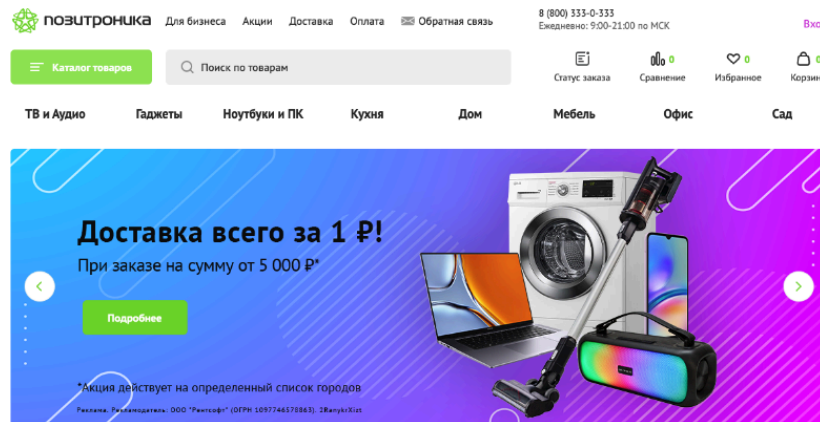 позитроника Для бизнеса Акции Доставка Оплата Обратная связь 8 (800) 333-0-333
Ежедневно: 9:00-21:00 по МСК
Каталог товаров Поиск по товарам Статус заказа 0 Сравнение 0 Избранное
ТВ и Аудио Гаджеты Ноутбуки и ПК Кухня Дом Мебель Офис Сад
Доставка всего за 1 ₽!
При заказе на сумму от 5 000 ₽*
Подробнее
*Акция действует на определенный список городов
Реклама. Рекламодатель: ООО "Рентсофт" (ОГРН 1097746578863).